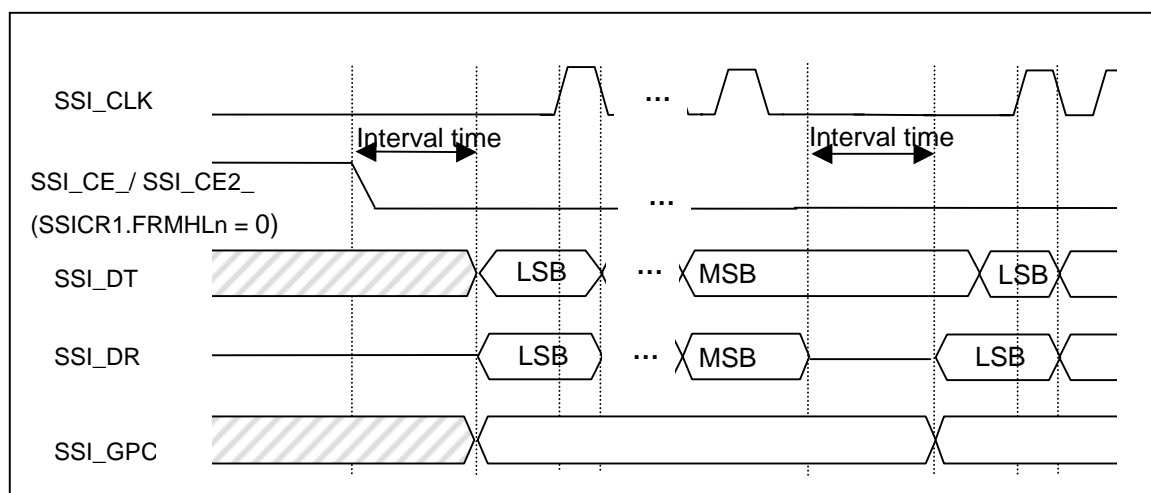 SSI_CLK
...
Interval time
Interval time
SSI_CE_/ SSI_CE2_
...
(SSICR1.FRMHLn = 0)
SSI_DT
LSB
...
MSB
LSB
SSI_DR
LSB
...
MSB
LSB
SSI_GPC